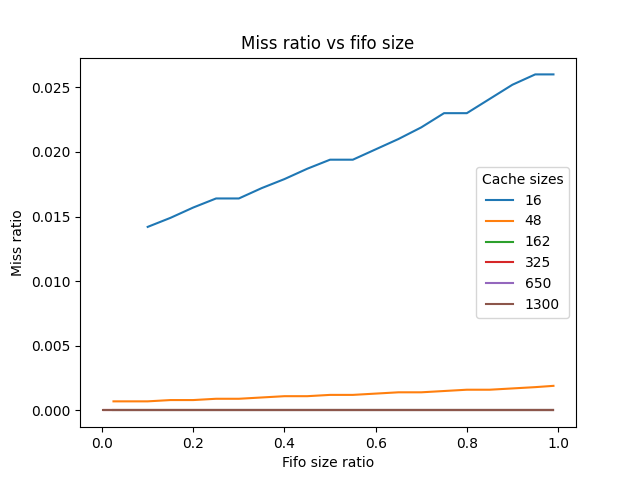 Miss ratio vs fifo size
Miss ratio
0.025
0.020
0.015
0.010
0.005
0.000
Cache sizes
16
48
162
325
650
1300
0.0 0.2 0.4 0.6 0.8 1.0
Fifo size ratio